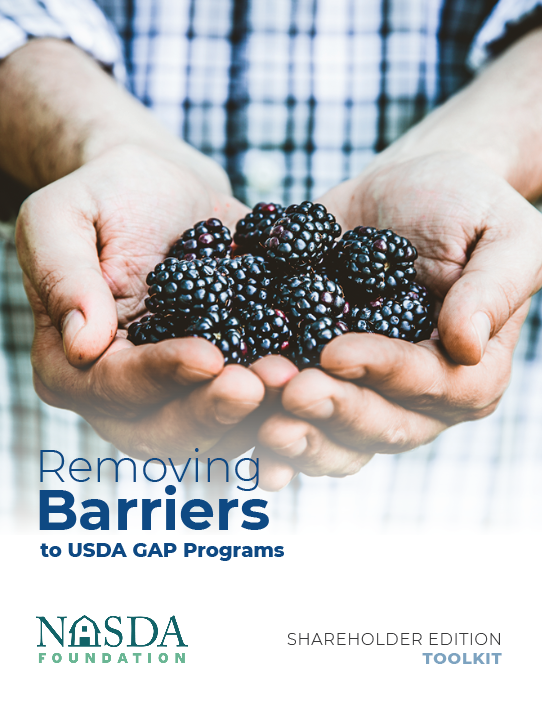 Removing
Barriers
to USDA GAP Programs
NASDA
FOUNDATION
SHAREHOLDER EDITION
TOOLKIT